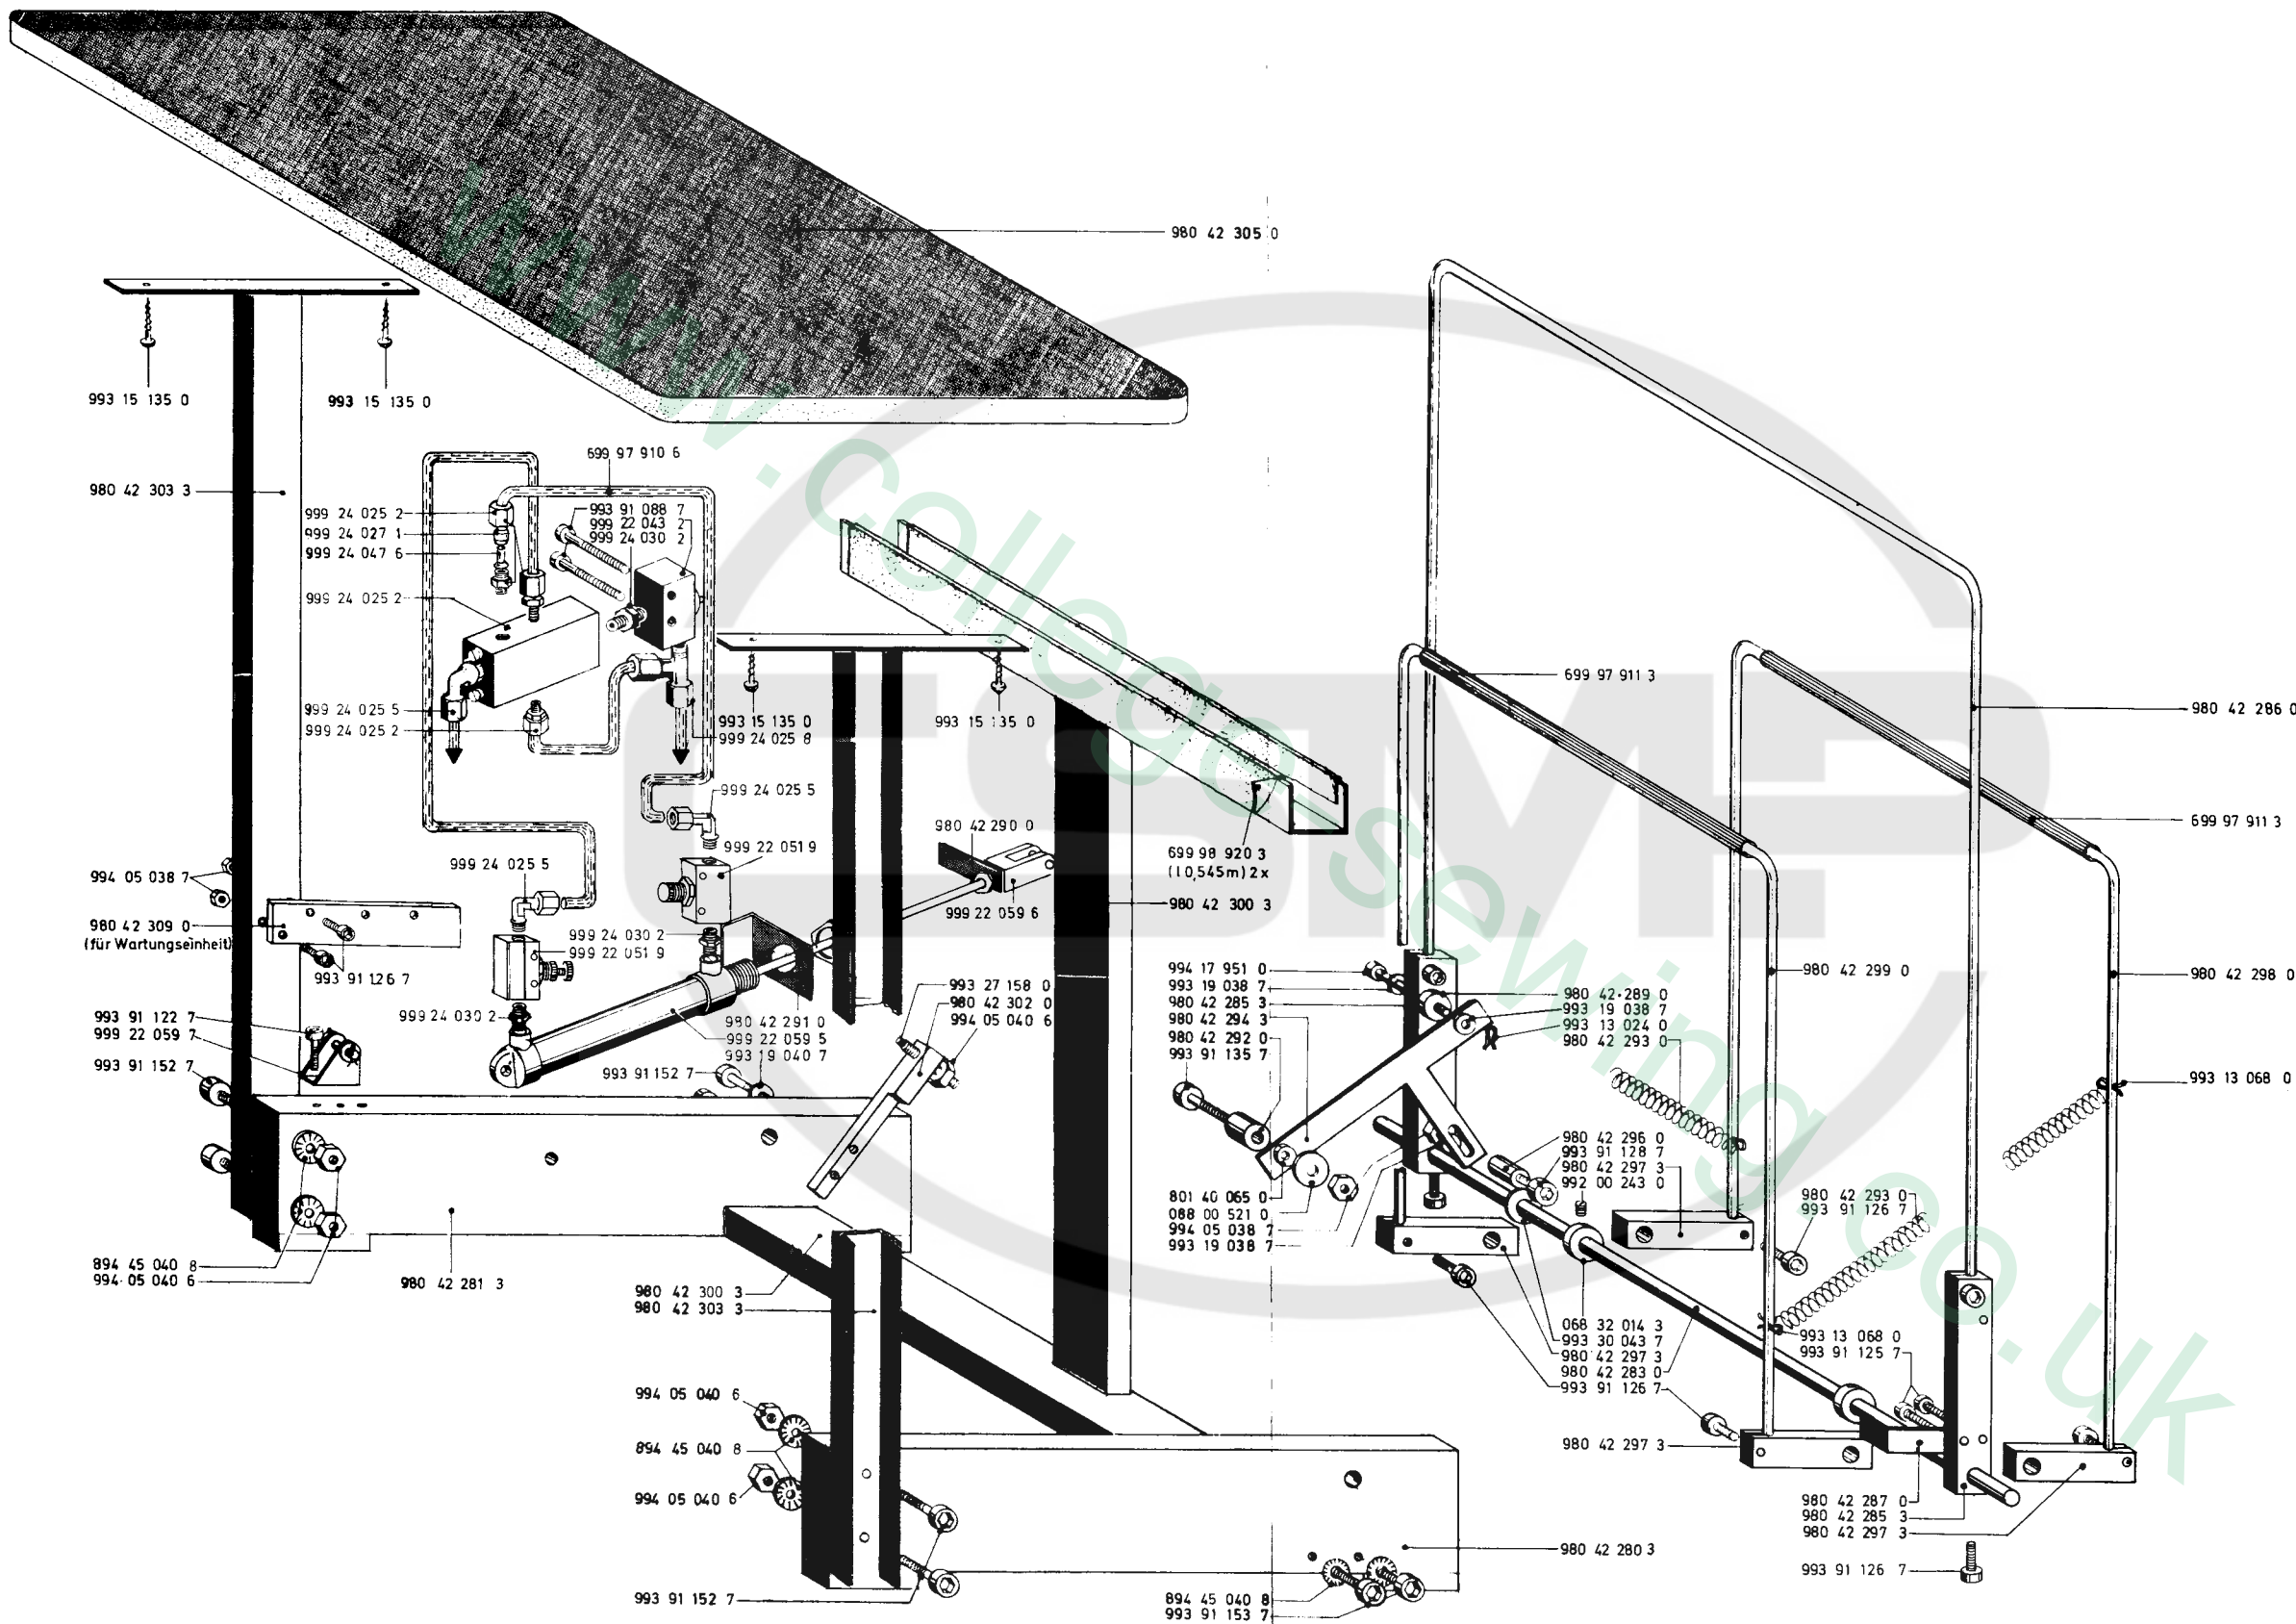 980 42 305 0
993 15 135 0
993 15 135 0
699 97 910 6
980 42 303 3
999 24 025 2
999 24 027 1
999 24 047 6
993 91 088 7
999 22 043 2
999 24 030 2
999 24 025 2
999 24 025 5
999 24 025 2
993 15 135 0
999 24 025 8
993 15 135 0
999 24 025 5
980 42 290 0
999 22 051 9
999 24 025 5
999 22 059 6
994 05 038 7
980 42 309 0
(für Wartungseinheit)
993 91 126 7
999 24 030 2
999 22 051 9
993 91 122 7
999 22 059 7
993 91 152 7
999 24 030 2
980 42 291 0
999 22 059 5
993 19 040 7
993 91 152 7
993 27 158 0
980 42 302 0
994 05 040 6
894 45 040 8
994 05 040 6
980 42 281 3
980 42 300 3
980 42 303 3
994 05 040 6
894 45 040 8
994 05 040 6
993 91 152 7
699 98 920 3
(10,545m) 2x
980 42 300 3
994 17 951 0
993 19 038 7
980 42 285 3
980 42 294 3
980 42 292 0
993 91 135 7
801 40 065 0
088 00 521 0
994 05 038 7
993 19 038 7
894 45 040 8
993 91 153 7
980 42 280 3
699 97 911 3
980 42 286 0
699 97 911 3
980 42 299 0
980 42 298 0
980 42 289 0
993 19 038 7
993 13 024 0
980 42 293 0
993 13 068 0
980 42 296 0
993 91 128 7
980 42 297 3
992 00 243 0
980 42 293 0
993 91 126 7
068 32 014 3
993 30 043 7
980 42 297 3
980 42 283 0
993 91 126 7
993 13 068 0
993 91 125 7
980 42 297 3
980 42 287 0
980 42 285 3
980 42 297 3
993 91 126 7
CSMP
www.college-sewing.co.uk